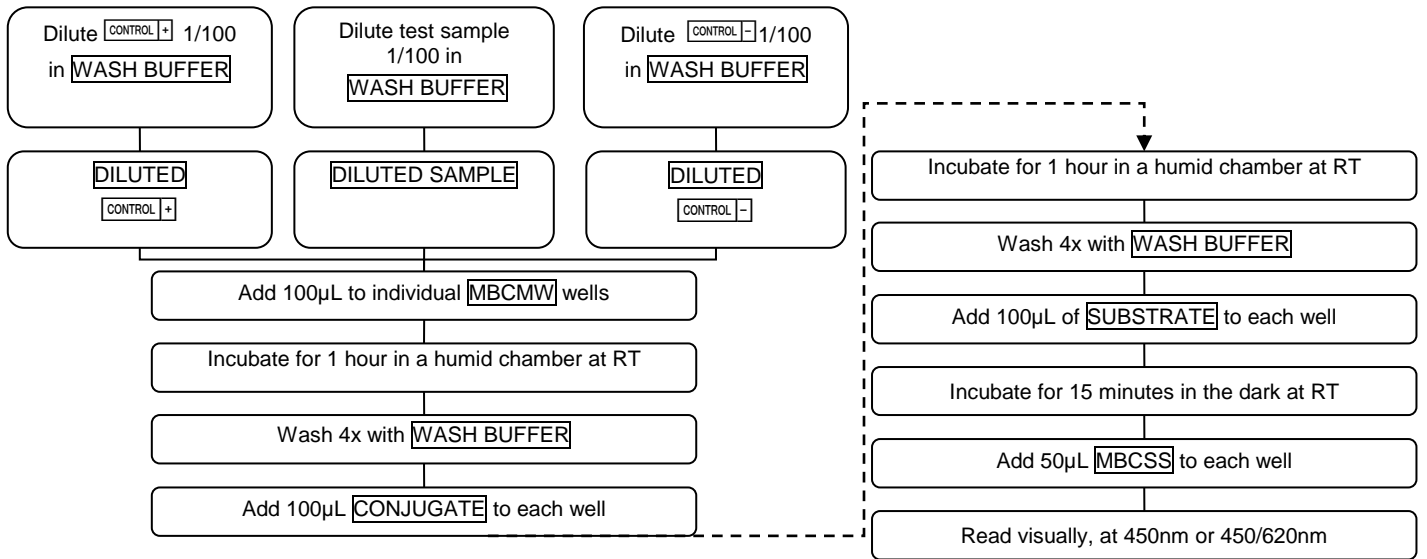 Dilute CONTROL + 1/100
in WASH BUFFER
Dilute test sample
1/100 in
WASH BUFFER
Dilute CONTROL − 1/100
in WASH BUFFER
DILUTED
CONTROL +
DILUTED SAMPLE
DILUTED
CONTROL −
Add 100µL to individual MBCMW wells
Incubate for 1 hour in a humid chamber at RT
Wash 4x with WASH BUFFER
Add 100µL CONJUGATE to each well
Incubate for 1 hour in a humid chamber at RT
Wash 4x with WASH BUFFER
Add 100µL of SUBSTRATE to each well
Incubate for 15 minutes in the dark at RT
Add 50µL MBCSS to each well
Read visually, at 450nm or 450/620nm